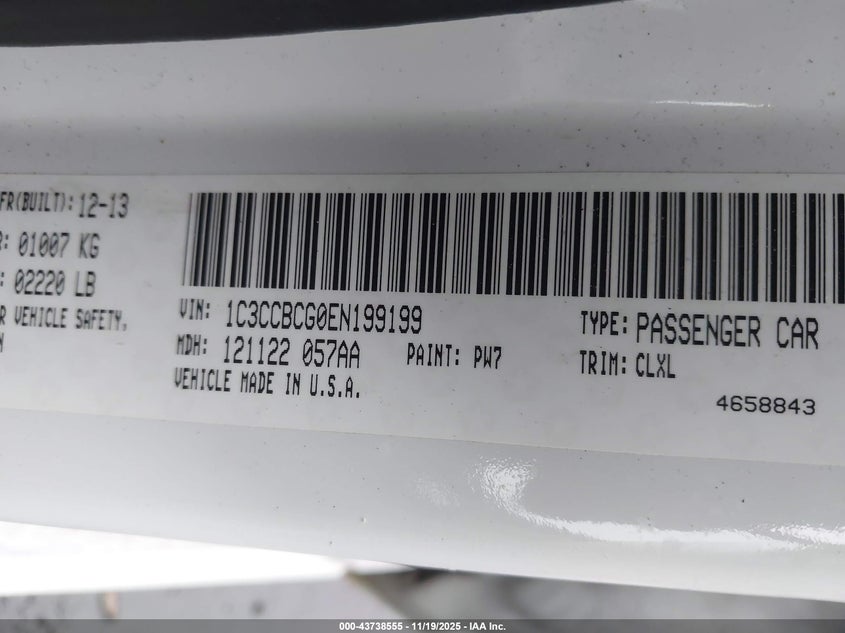 FR(BUILT): 12-13
R: 01007 KG
: 02220 LB
R VEHICLE SAFETY,
N
VIN: 1C3CCBCG0EN199199
TYPE: PASSENGER CAR
MDH: 121122 057AA PAINT: PW7
TRIM: CLXL
VEHICLE MADE IN U.S.A.
4658843
000-43738555 - 11/19/2025 - IAA Inc.